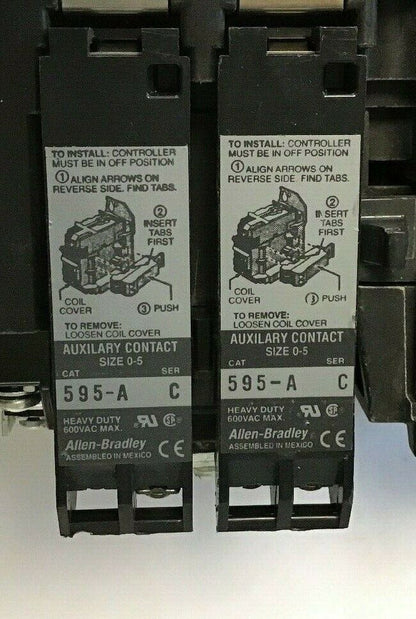 TO INSTALL: CONTROLLER
MUST BE IN OFF POSITION
① ALIGN ARROWS ON
REVERSE SIDE. FIND TABS.
②
INSERT
TABS
FIRST
COIL
COVER
③ PUSH
TO REMOVE:
LOOSEN COIL COVER
AUXILARY CONTACT
SIZE 0-5
CAT SER
595-A C
HEAVY DUTY
600VAC MAX.
Allen-Bradley
ASSEMBLED IN MEXICO
CE
TO INSTALL: CONTROLLER
MUST BE IN OFF POSITION
① ALIGN ARROWS ON
REVERSE SIDE. FIND TABS.
②
INSERT
TABS
FIRST
COIL
COVER
③ PUSH
TO REMOVE:
LOOSEN COIL COVER
AUXILARY CONTACT
SIZE 0-5
CAT SER
595-A C
HEAVY DUTY
600VAC MAX.
Allen-Bradley
ASSEMBLED IN MEXICO
CE